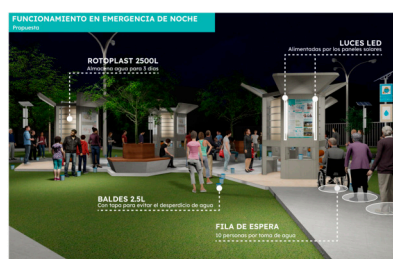 FUNCIONAMIENTO EN EMERGENCIA DE NOCHE
Propuesta
ROTOPLAST 2500L
Almacena agua para 3 días
LUCES LED
Alimentadas por los paneles solares
BALDES 2.5L
Con tapa para evitar el desperdicio de agua
FILA DE ESPERA
10 personas por toma de agua